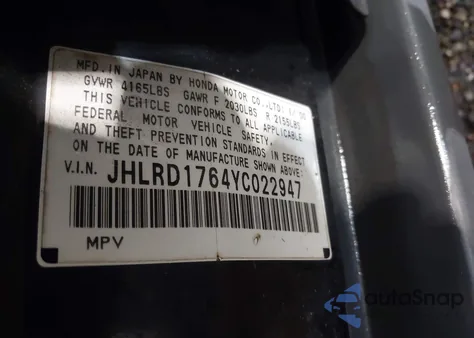 MFD.IN JAPAN BY HONDA MOTOR CO.,LTD.
GVWR 4165LBS GAWR F 2030LBS R 2155LBS
THIS VEHICLE CONFORMS TO ALL APPLICABLE
FEDERAL MOTOR VEHICLE SAFETY,
AND THEFT PREVENTION STANDARDS IN EFFECT
ON THE DATE OF MANUFACTURE SHOWN ABOVE.
V.I.N. JHLRD1764YC022947
MPV
autoSnap